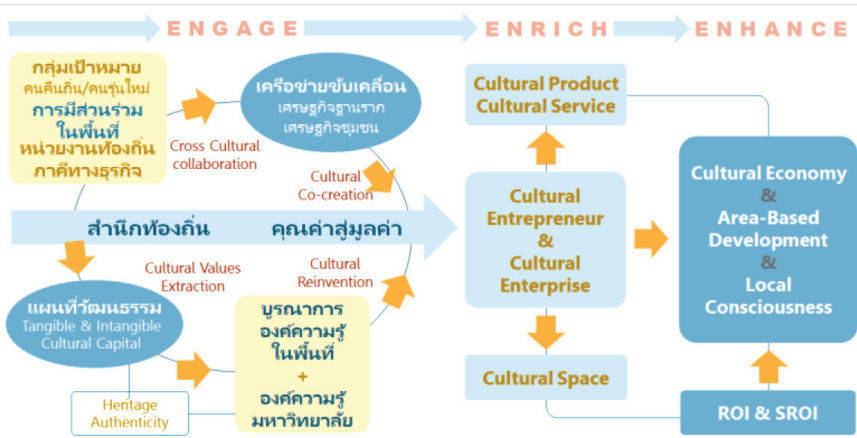 ENGAGE
ENRICH
ENHANCE
กลุ่มเป้าหมาย
คนคืนถิ่น/คนรุ่นใหม่
การมีส่วนร่วม
ในพื้นที่
หน่วยงานท้องถิ่น
ภาคีทางธุรกิจ
Cross Cultural
collaboration
เครือข่ายขับเคลื่อน
เศรษฐกิจฐานราก
เศรษฐกิจชุมชน
Cultural
Co-creation
สำนึกท้องถิ่น
คุณค่าสู่มูลค่า
Cultural Values
Extraction
Cultural
Reinvention
แผนที่วัฒนธรรม
Tangible & Intangible
Cultural Capital
Heritage
Authenticity
บูรณาการ
องค์ความรู้
ในพื้นที่
+
องค์ความรู้
มหาวิทยาลัย
Cultural Product
Cultural Service
Cultural
Entrepreneur
&
Cultural
Enterprise
Cultural Space
Cultural Economy
&
Area-Based
Development
&
Local
Consciousness
ROI & SROI